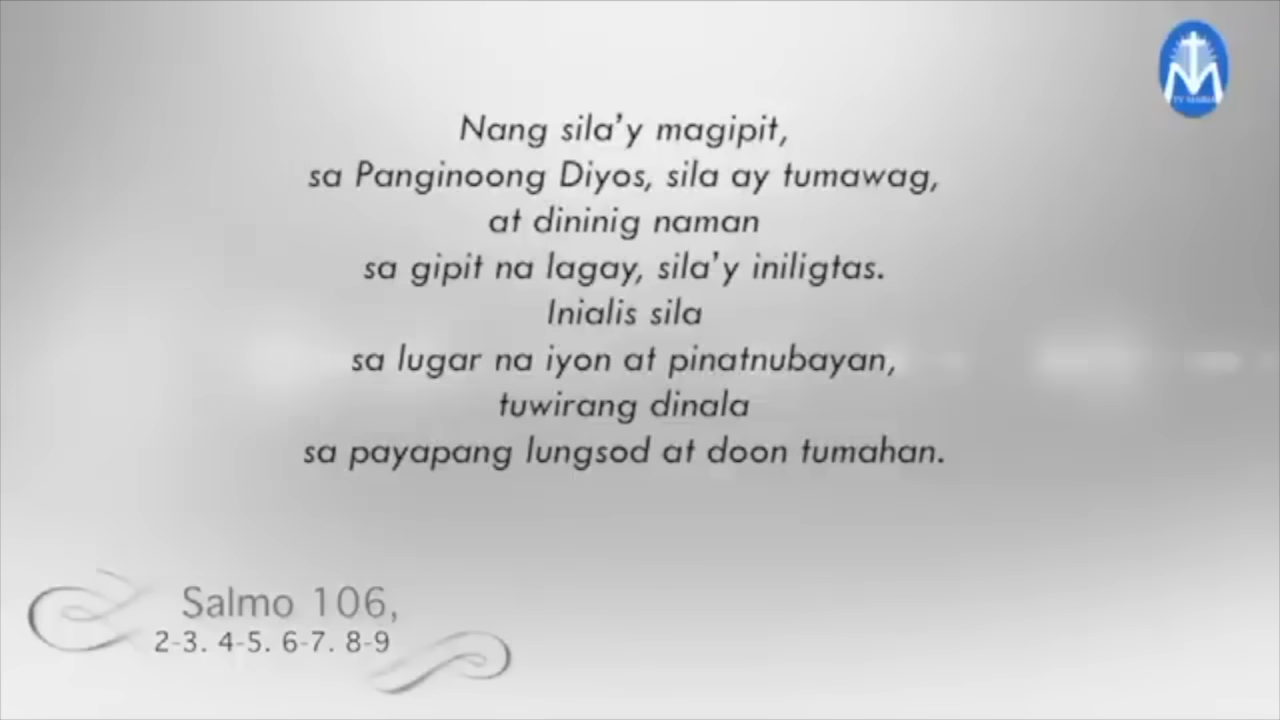 TV MARIA
Nang sila'y magipit,
sa Panginoong Diyos, sila ay tumawag,
at dininig naman
sa gipit na lagay, sila'y iniligtas.
Inialis sila
sa lugar na iyon at pinatnubayan,
tuwirang dinala
sa payapang lungsod at doon tumahan.
Salmo 106,
2-3. 4-5. 6-7. 8-9